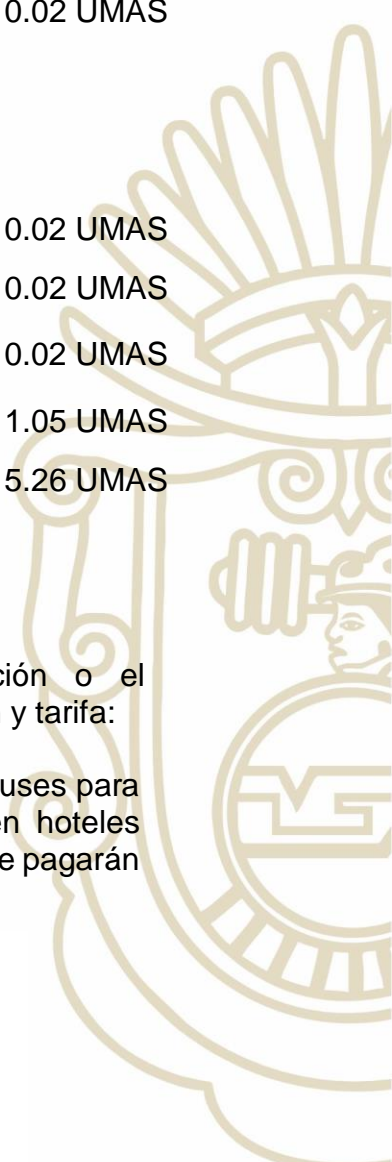 0.02 UMAS
0.02 UMAS
0.02 UMAS
0.02 UMAS
1.05 UMAS
5.26 UMAS
ción o el
y tarifa:
uses para
en hoteles
e pagarán